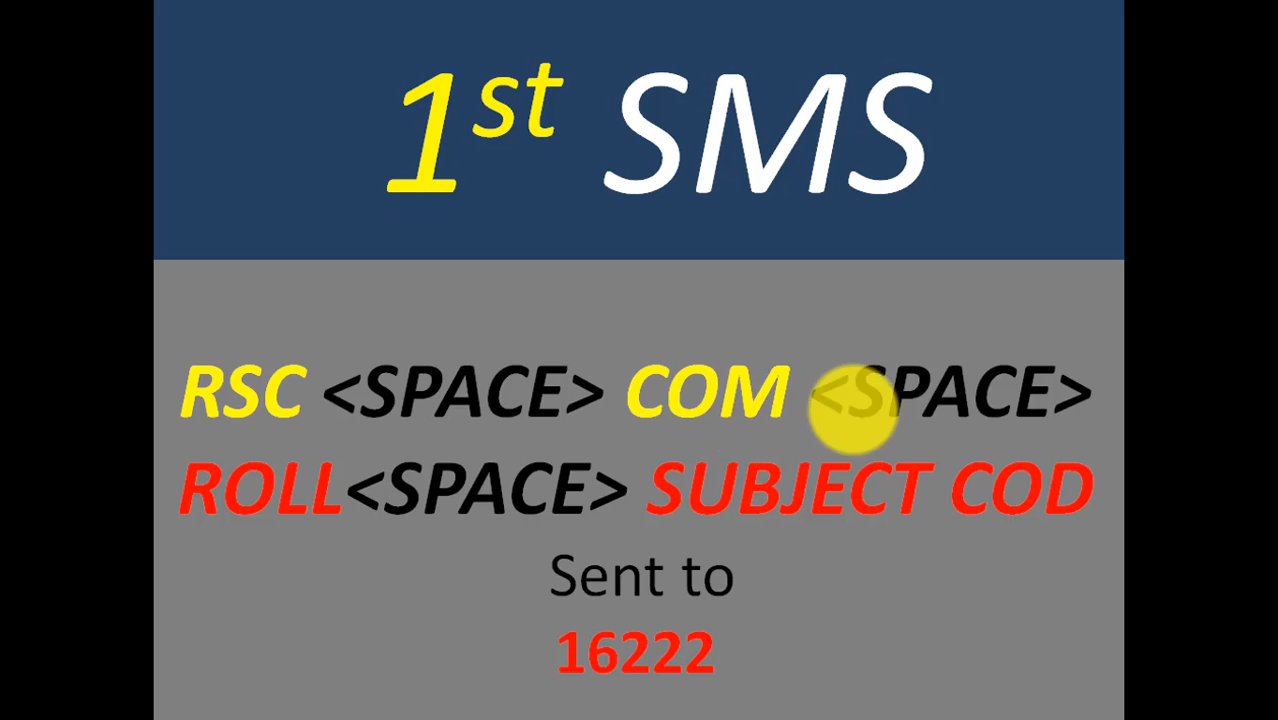 1st SMS
RSC <SPACE> COM <SPACE>
ROLL<SPACE> SUBJECT COD
Sent to
16222